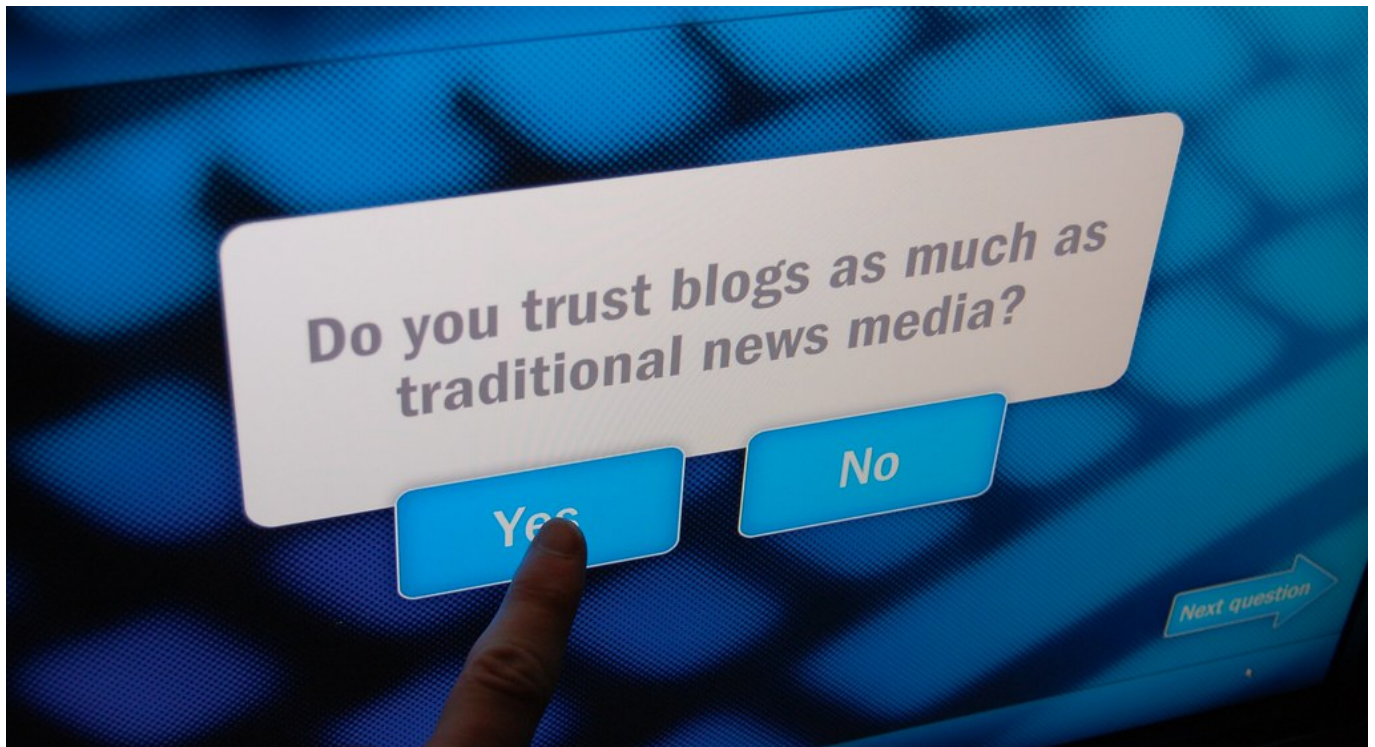 Do you trust blogs as much as
traditional news media?
Yes
No
Next question